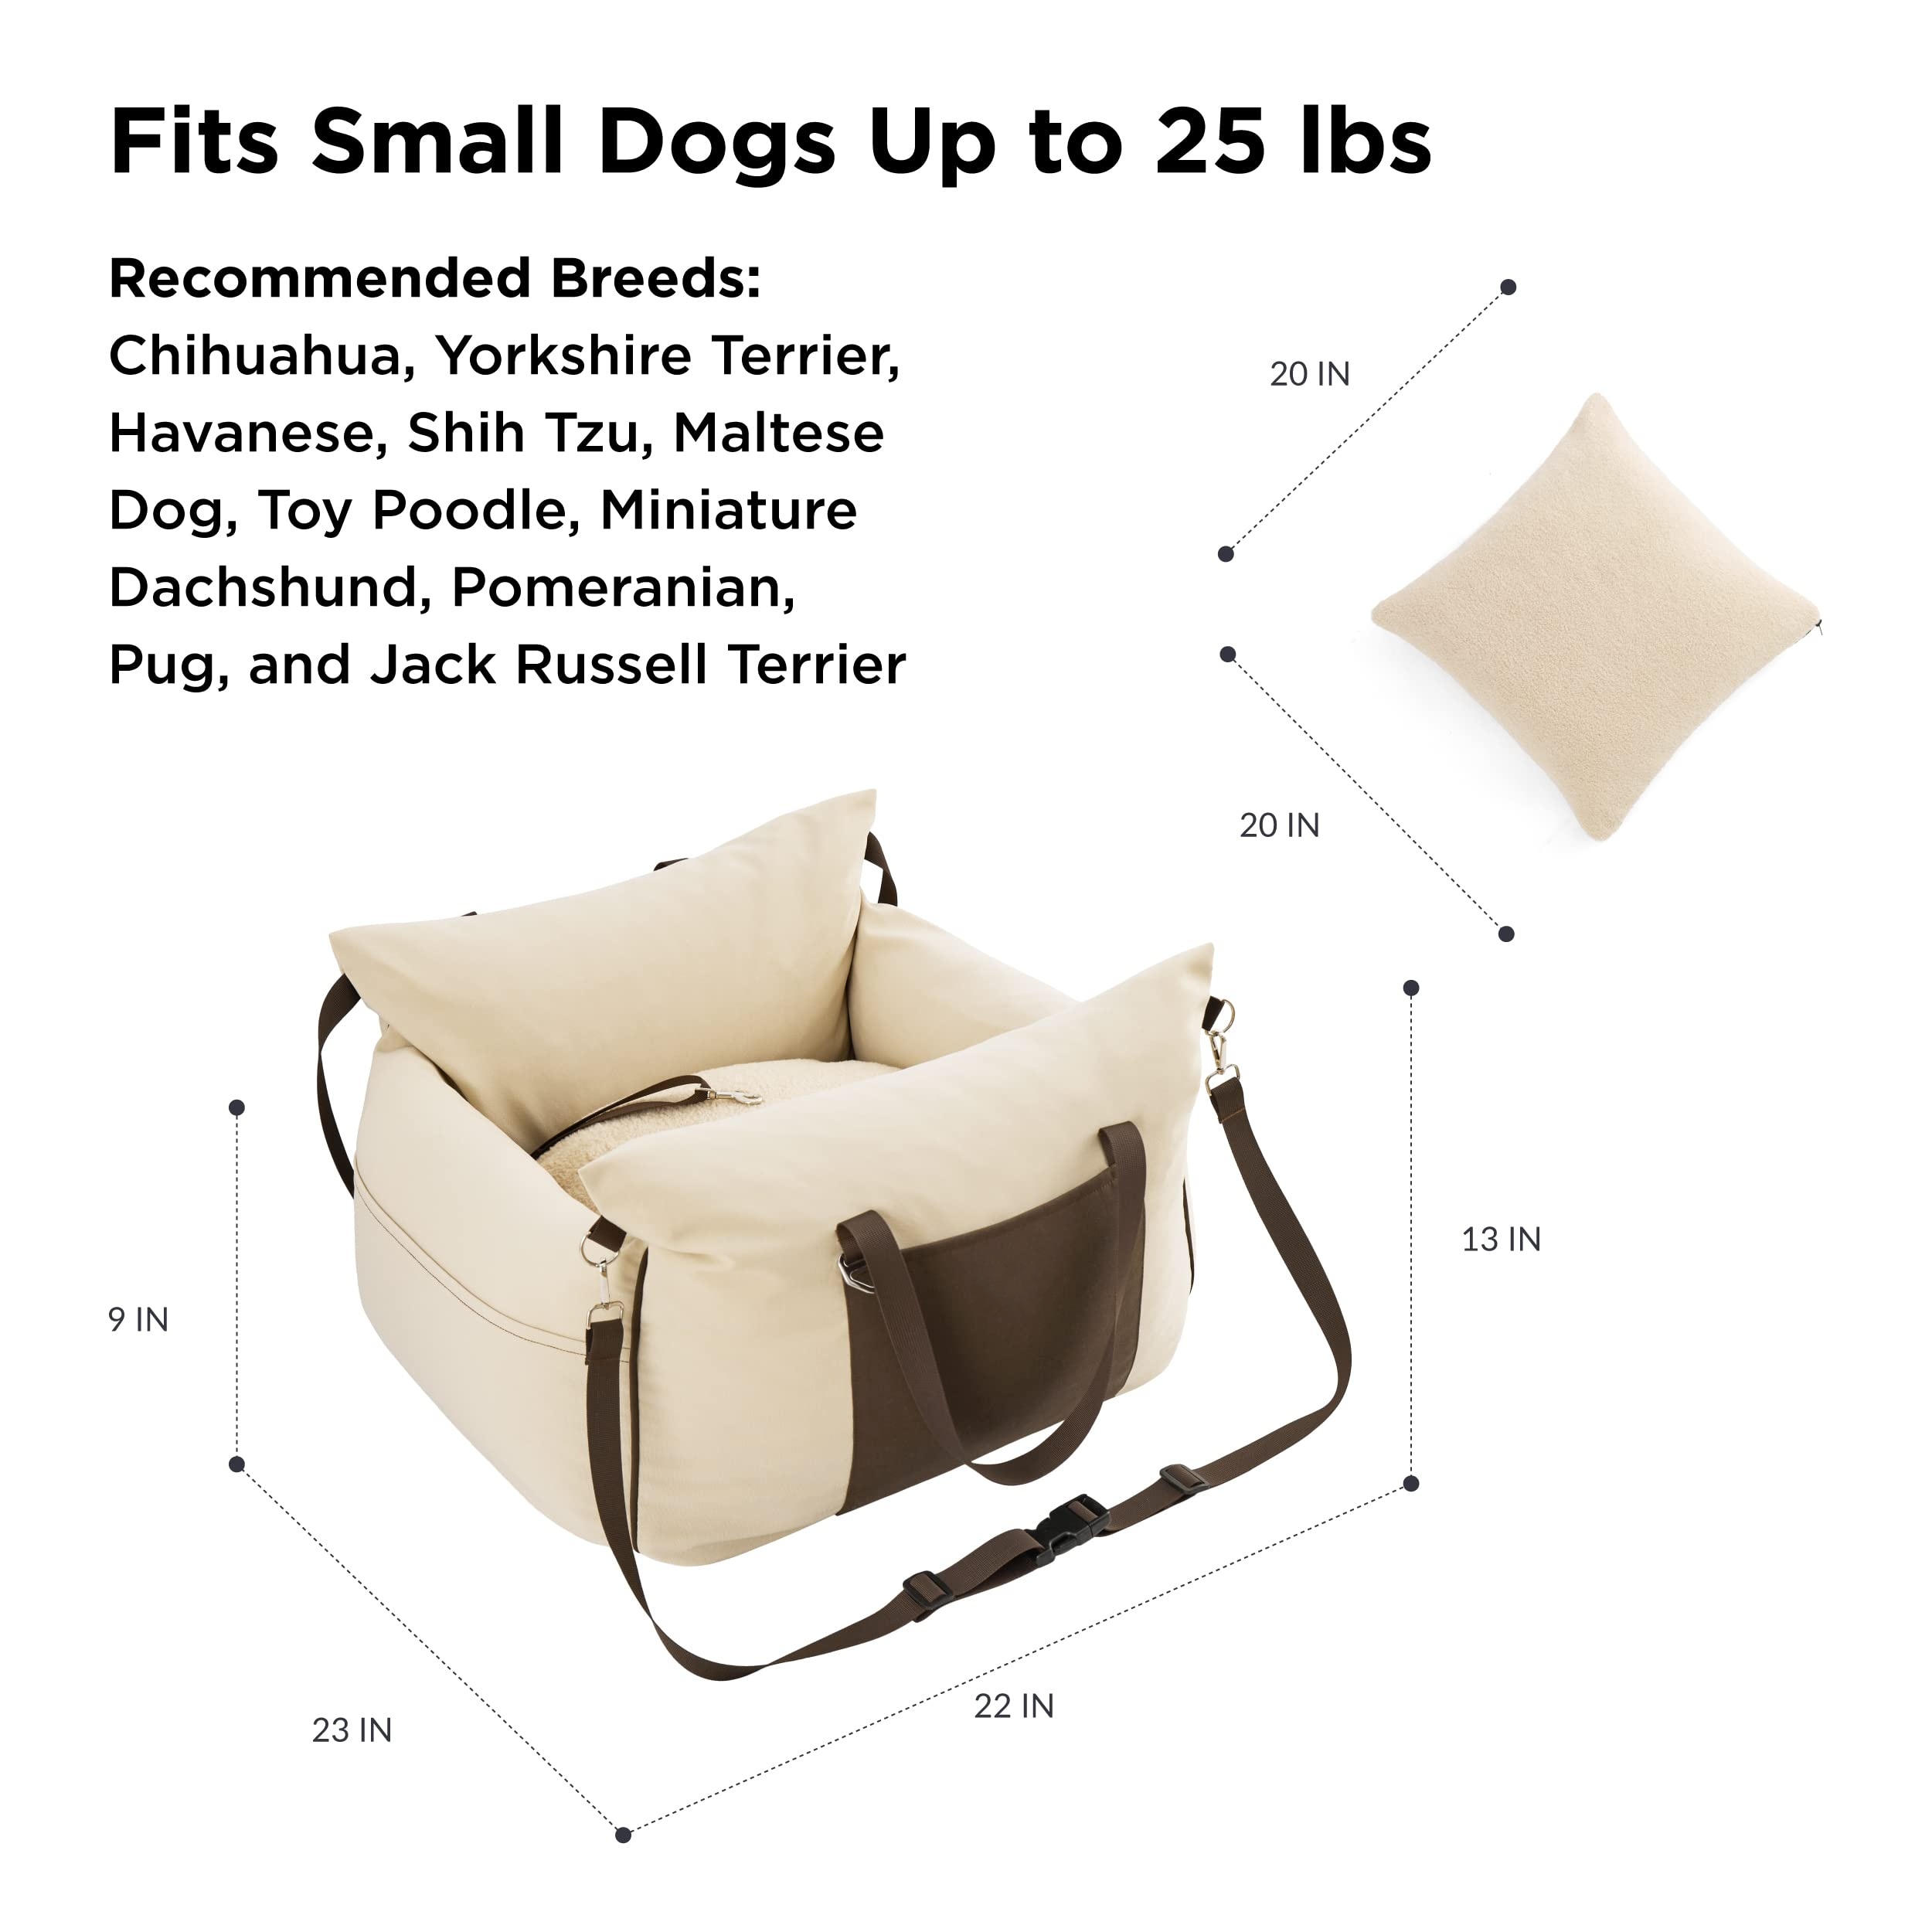 Fits Small Dogs Up to 25 lbs
Recommended Breeds:
Chihuahua, Yorkshire Terrier,
Havanese, Shih Tzu, Maltese
Dog, Toy Poodle, Miniature
Dachshund, Pomeranian,
Pug, and Jack Russell Terrier
20 IN
20 IN
13 IN
9 IN
22 IN
23 IN